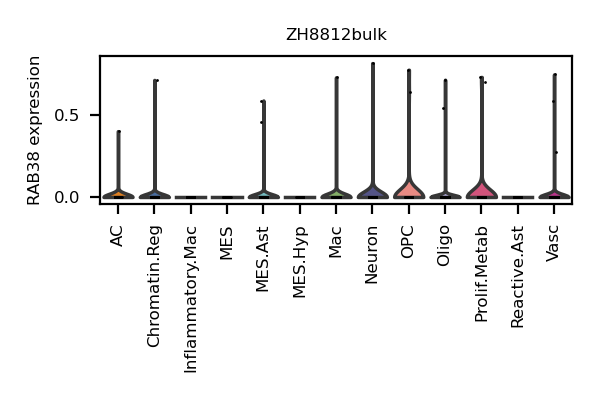 ZH8812bulk
RAB38 expression
0.5
0.0
AC
Chromatin.Reg
Inflammatory.Mac
MES
MES.Ast
MES.Hyp
Mac
Neuron
OPC
Oligo
Prolif.Metab
Reactive.Ast
Vasc